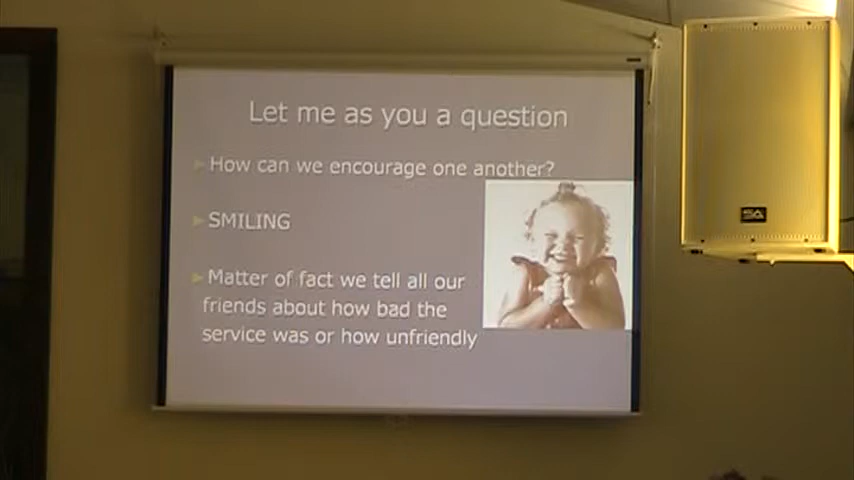 Let me as you a question
How can we encourage one another?
SMILING
Matter of fact we tell all our
friends about how bad the
service was or how unfriendly